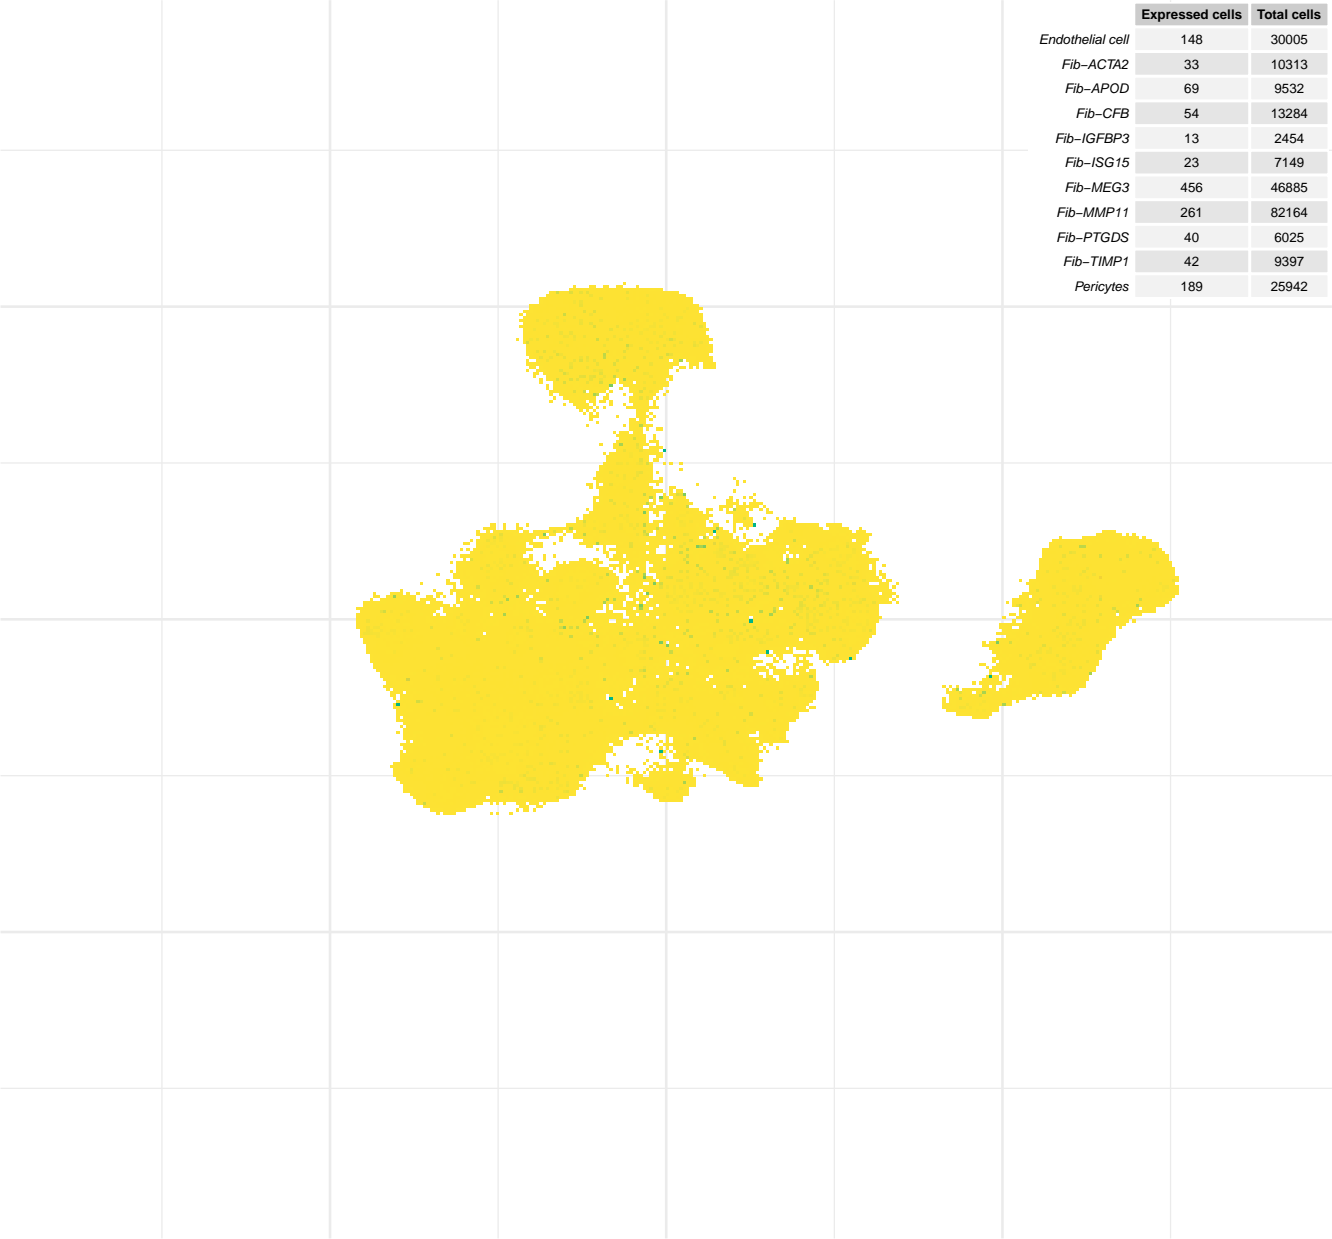 Expressed cells Total cells
Endothelial cell 148 30005
Fib−ACTA2 33 10313
Fib−APOD 69 9532
Fib−CFB 54 13284
Fib−IGFBP3 13 2454
Fib−ISG15 23 7149
Fib−MEG3 456 46885
Fib−MMP11 261 82164
Fib−PTGDS 40 6025
Fib−TIMP1 42 9397
Pericytes 189 25942